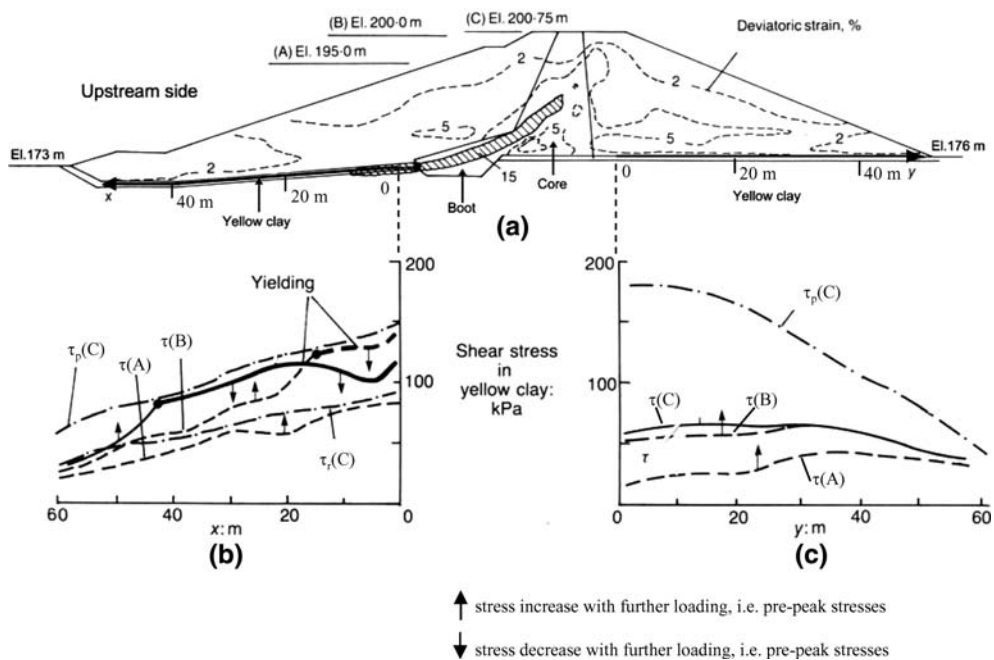 (B) El. 200·0 m
(C) El. 200·75 m
(A) El. 195·0 m
Deviatoric strain, %
Upstream side
2
2
5
5
5
2
2
El. 173 m
El. 176 m
x
40 m
20 m
0
15
Core
0
20 m
40 m
y
Yellow clay
Boot
Yellow clay
(a)
200
Yielding
τp(C)
τ(A)
τ(B)
100
τr(C)
60
40
20
0
x: m
(b)
Shear stress
in
yellow clay:
kPa
200
τp(C)
100
τ(C)
τ(B)
τ
τ(A)
0
20
40
60
y: m
(c)
stress increase with further loading, i.e. pre-peak stresses
stress decrease with further loading, i.e. pre-peak stresses